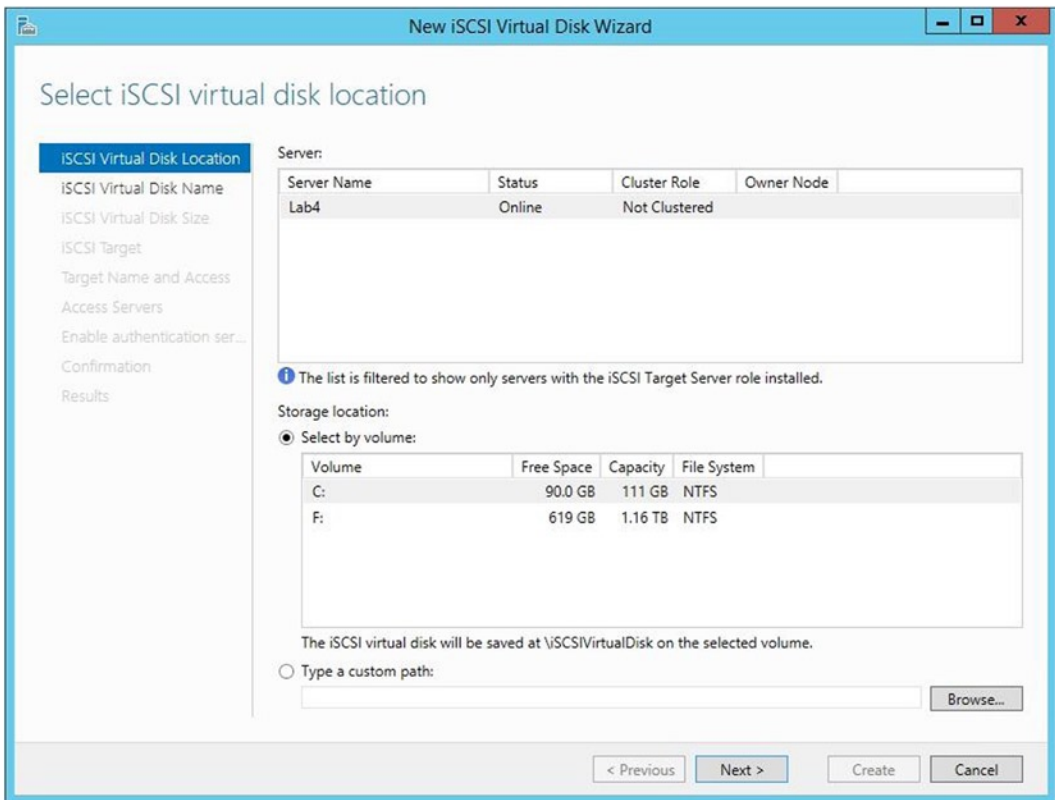 New iSCSI Virtual Disk Wizard
Select iSCSI virtual disk location
iSCSI Virtual Disk Location
iSCSI Virtual Disk Name
iSCSI Virtual Disk Size
iSCSI Target
Target Name and Access
Access Servers
Enable authentication ser...
Confirmation
Results
Server:
Server Name Status Cluster Role Owner Node
Lab4 Online Not Clustered
The list is filtered to show only servers with the iSCSI Target Server role installed.
Storage location:
Select by volume:
Volume Free Space Capacity File System
C: 90.0 GB 111 GB NTFS
F: 619 GB 1.16 TB NTFS
The iSCSI virtual disk will be saved at \iSCSIVirtualDisk on the selected volume.
Type a custom path:
Browse...
< Previous Next > Create Cancel